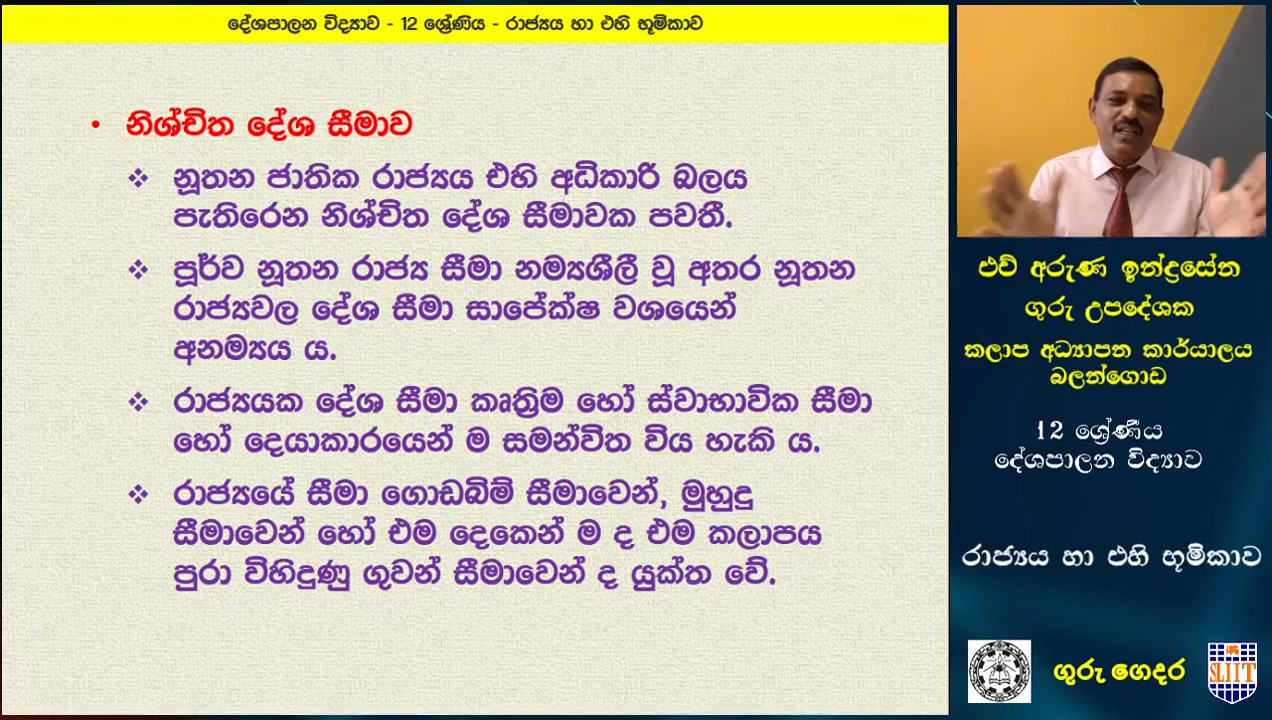 දේශපාලන විද්‍යාව - 12 ශ්‍රේණිය - රාජ්‍යය හා එහි භූමිකාව
• නිශ්චිත දේශ සීමාව
❖ නූතන ජාතික රාජ්‍යය එහි අධිකාරී බලය
පැතිරෙන නිශ්චිත දේශ සීමාවක පවතී.
❖ පූර්ව නූතන රාජ්‍ය සීමා නම්‍යශීලී වූ අතර නූතන
රාජ්‍යවල දේශ සීමා සාපේක්ෂ වශයෙන්
අනම්‍යය ය.
❖ රාජ්‍යයක දේශ සීමා කෘත්‍රිම හෝ ස්වාභාවික සීමා
හෝ දෙයාකාරයෙන් ම සමන්විත විය හැකි ය.
❖ රාජ්‍යයේ සීමා ගොඩබිම් සීමාවෙන්, මුහුදු
සීමාවෙන් හෝ එම දෙකෙන් ම ද එම කලාපය
පුරා විහිදුණු ගුවන් සීමාවෙන් ද යුක්ත වේ.
එච් අරුණ ඉන්ද්‍රසේන
ගුරු උපදේශක
කලාප අධ්‍යාපන කාර්යාලය
බලන්ගොඩ
12 ශ්‍රේණිය
දේශපාලන විද්‍යාව
රාජ්‍යය හා එහි භූමිකාව
ගුරු ගෙදර
SLIIT